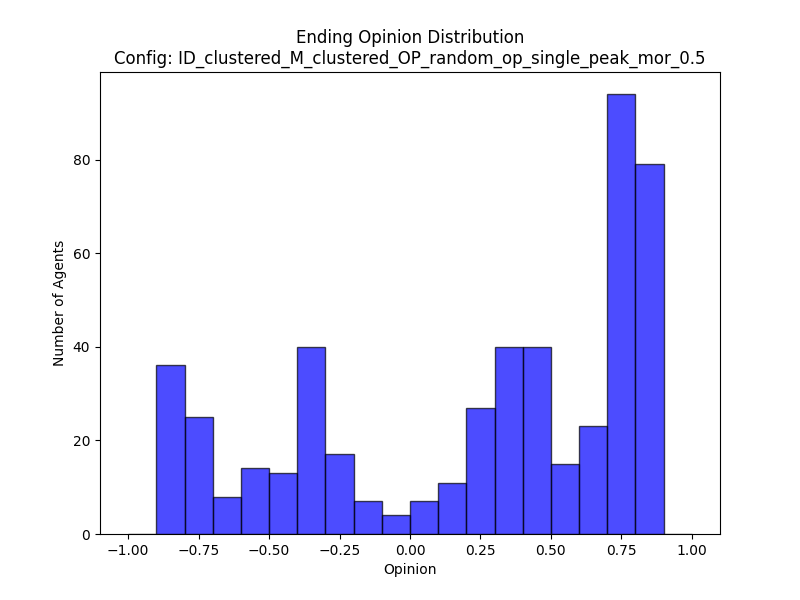 Ending Opinion Distribution
Config: ID_clustered_M_clustered_OP_random_op_single_peak_mor_0.5
Number of Agents
80
60
40
20
0
−1.00 −0.75 −0.50 −0.25 0.00 0.25 0.50 0.75 1.00
Opinion